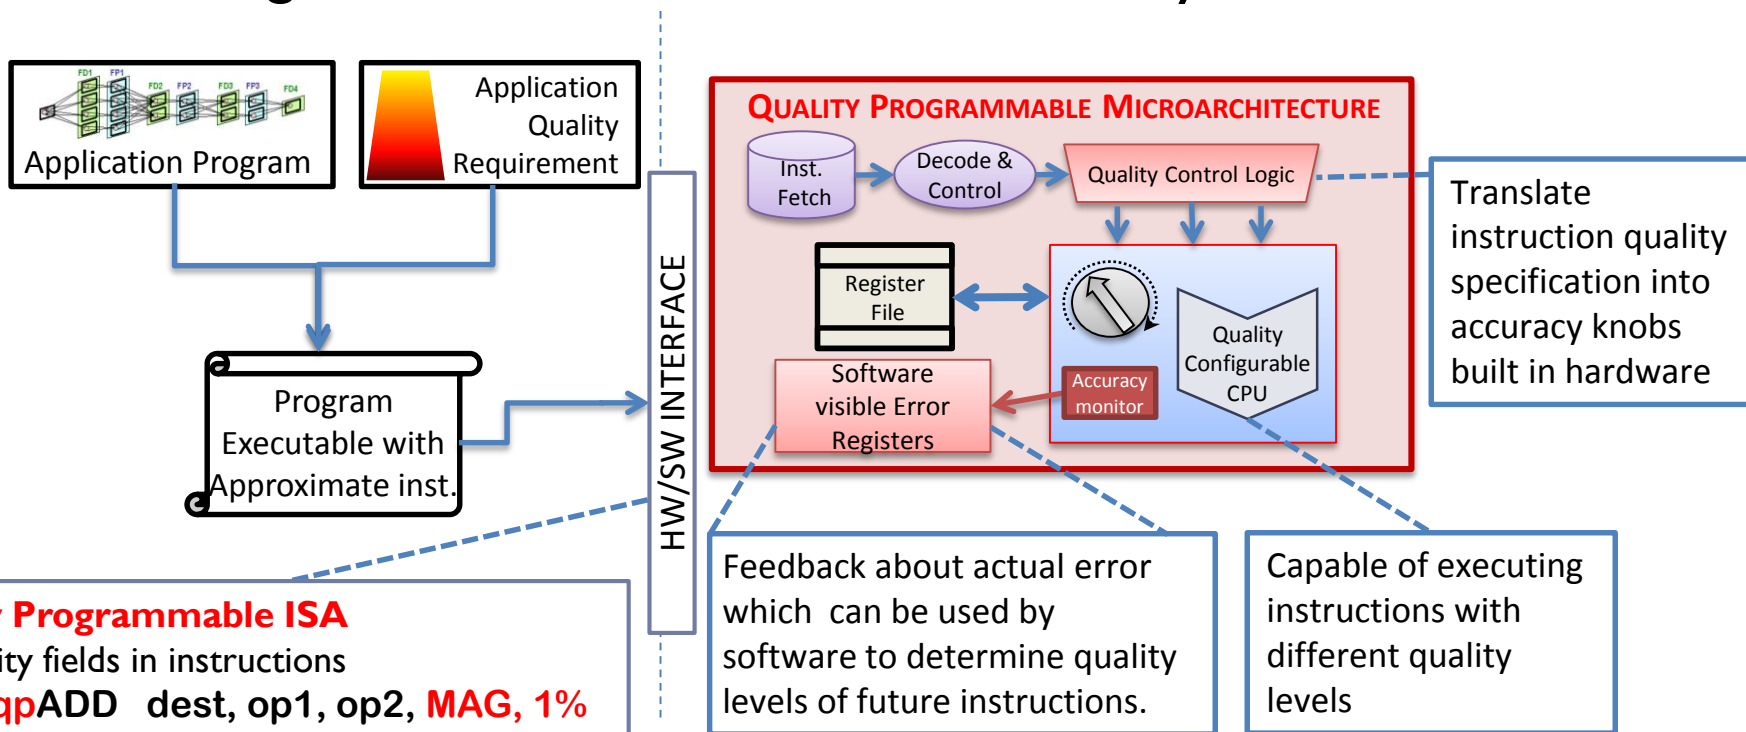 FD1 FP1 FD2 FP2 FD3 FP3 FD4
Application Program
Application
Quality
Requirement
Program
Executable with
Approximate inst.
HW/SW INTERFACE
Programmable ISA
fields in instructions
qpADD dest, op1, op2, MAG, 1%
QUALITY PROGRAMMABLE MICROARCHITECTURE
Inst.
Fetch
Decode &
Control
Quality Control Logic
Register
File
Quality
Configurable
CPU
Accuracy
monitor
Software
visible Error
Registers
Translate
instruction quality
specification into
accuracy knobs
built in hardware
Feedback about actual error
which can be used by
software to determine quality
levels of future instructions.
Capable of executing
instructions with
different quality
levels